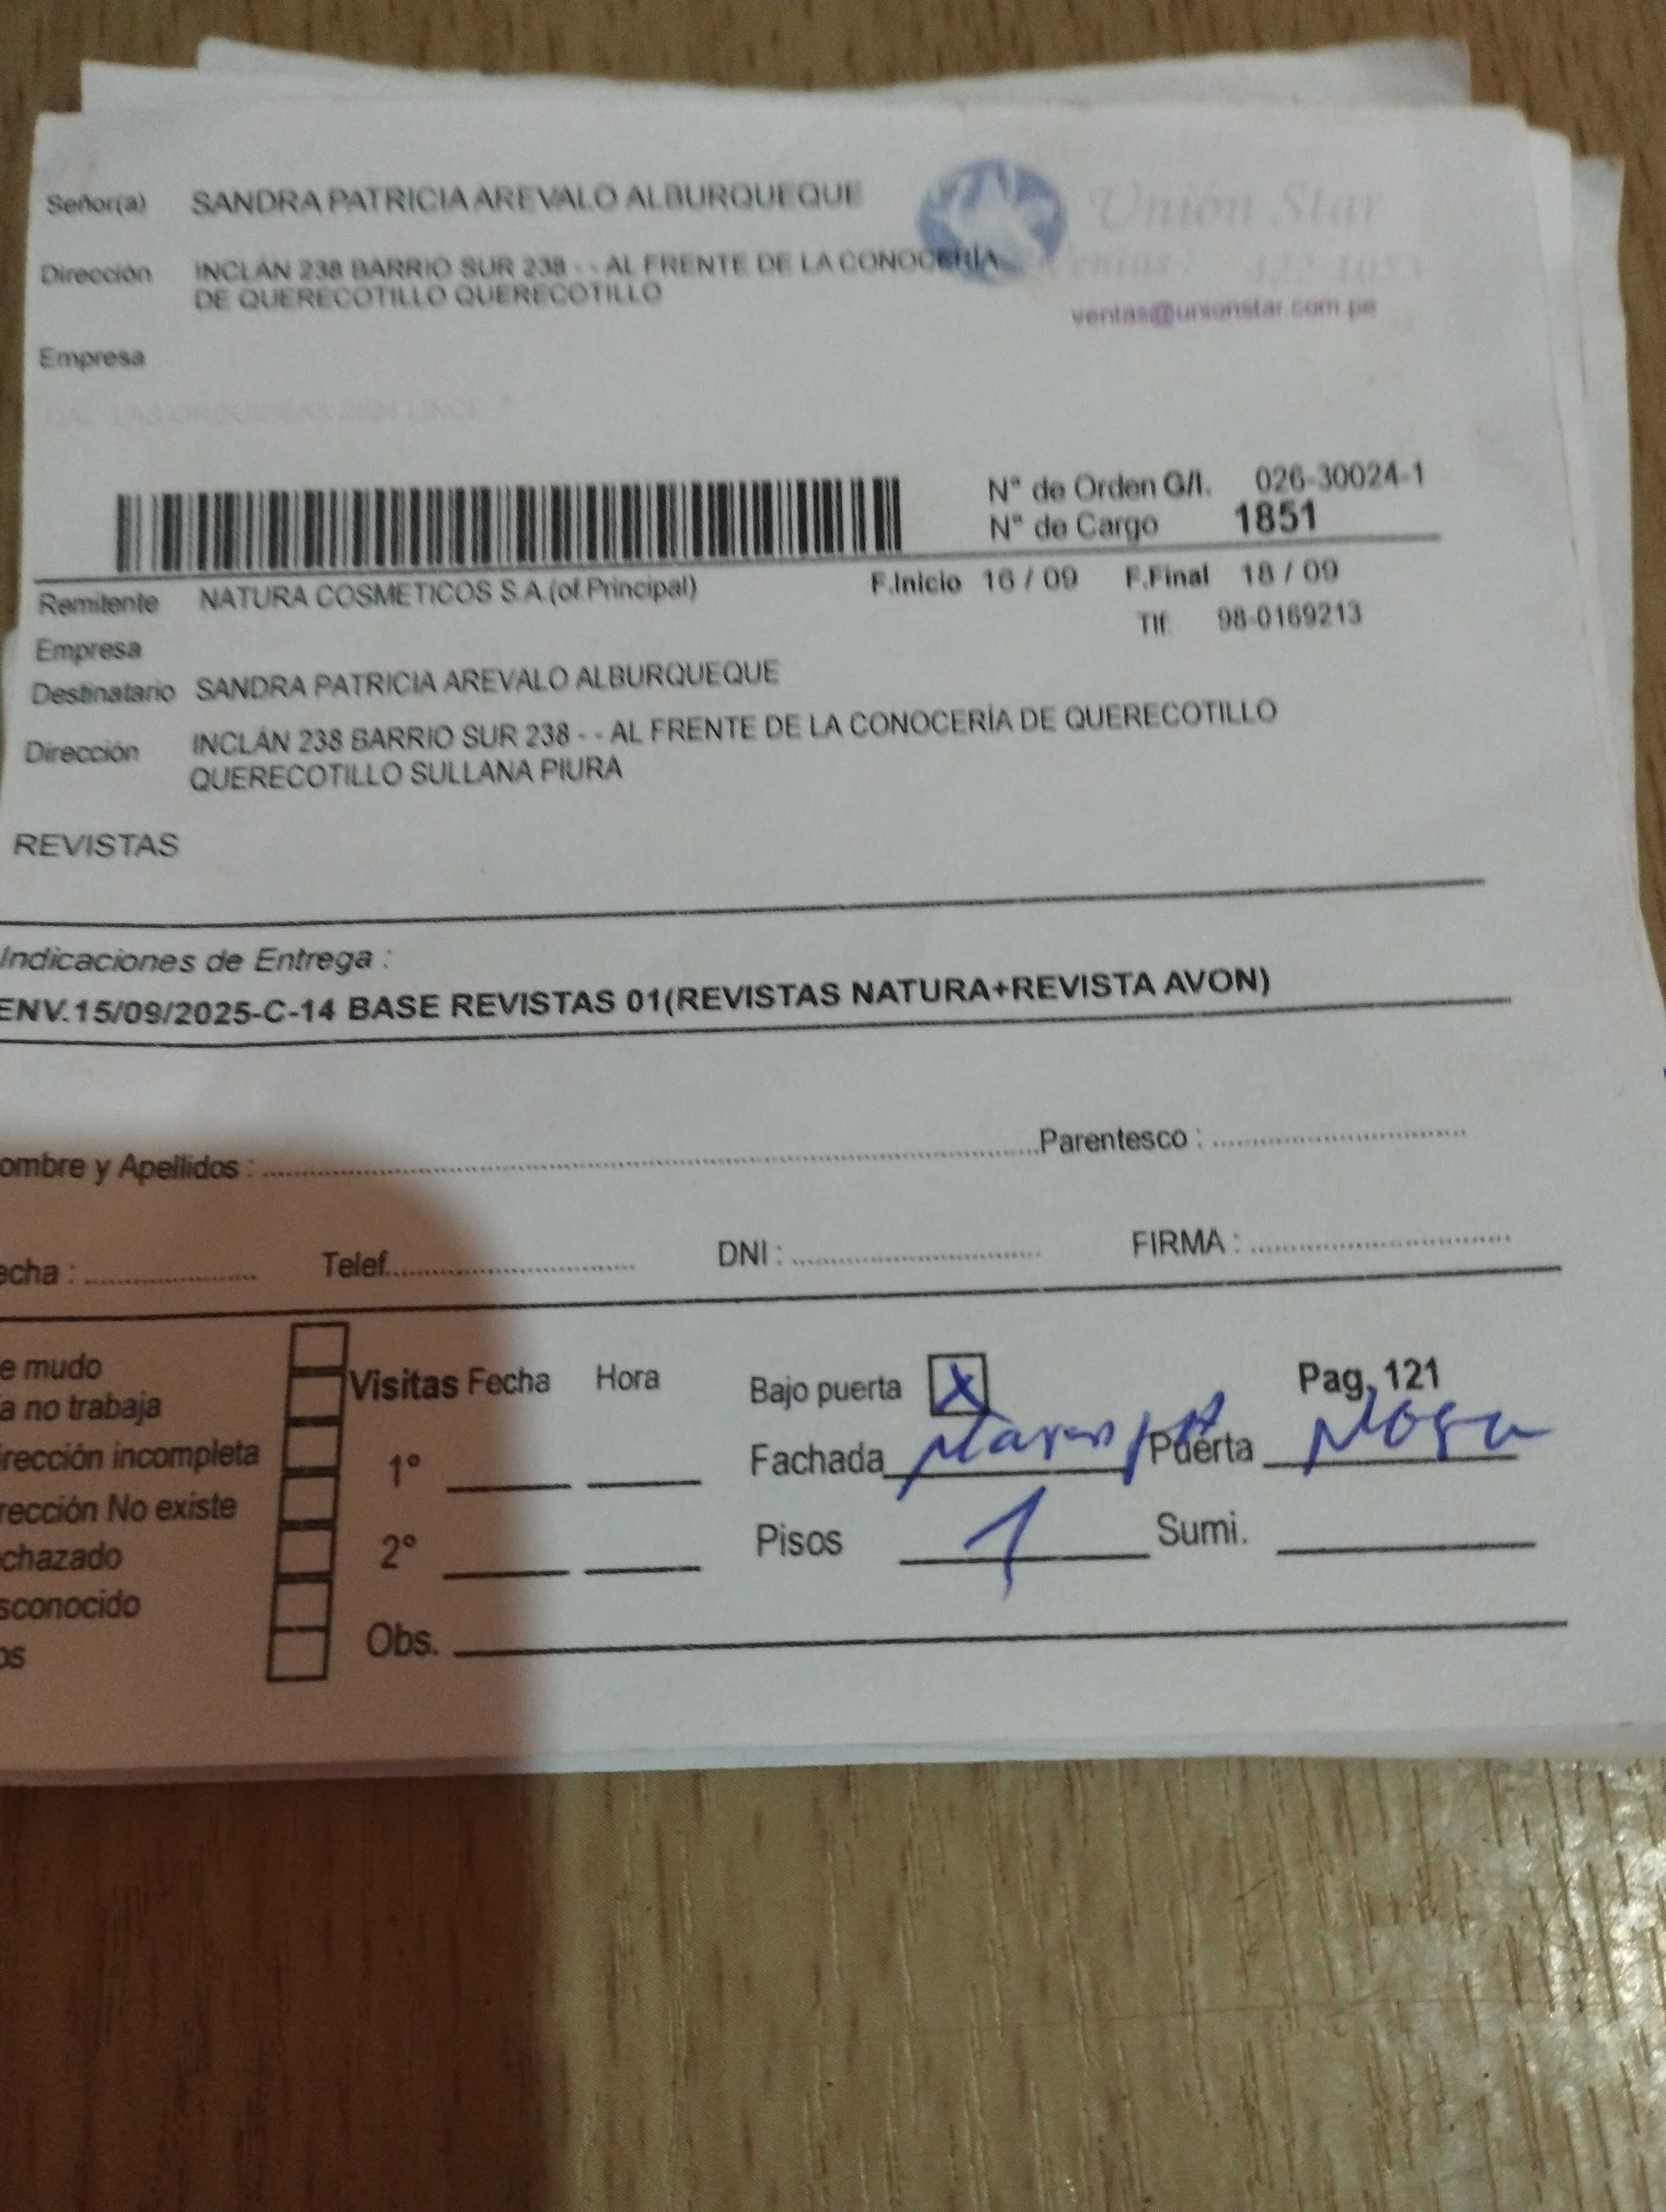 Señor(a) SANDRA PATRICIA AREVALO ALBURQUEQUE
Unión Star
Dirección INCLÁN 238 BARRIO SUR 238 - - AL FRENTE DE LA CONOCERÍA
DE QUERECOTILLO QUERECOTILLO
ventas@unionstar.com.pe
Empresa
N° de Orden G/I. 026-30024-1
N° de Cargo 1851
Remitente NATURA COSMETICOS S.A.(of.Principal) F.Inicio 16 / 09 F.Final 18 / 09
Tlf. 98-0169213
Empresa
Destinatario SANDRA PATRICIA AREVALO ALBURQUEQUE
Dirección INCLÁN 238 BARRIO SUR 238 - - AL FRENTE DE LA CONOCERÍA DE QUERECOTILLO
QUERECOTILLO SULLANA PIURA
REVISTAS
Indicaciones de Entrega :
ENV.15/09/2025-C-14 BASE REVISTAS 01(REVISTAS NATURA+REVISTA AVON)
ombre y Apellidos : Parentesco :
echa : Telef. DNI : FIRMA :
e mudo
a no trabaja
irección incompleta
rección No existe
chazado
sconocido
os
Visitas Fecha Hora
1°
2°
Obs.
Bajo puerta X Pag. 121
Fachada Puerta
Pisos 1 Sumi.